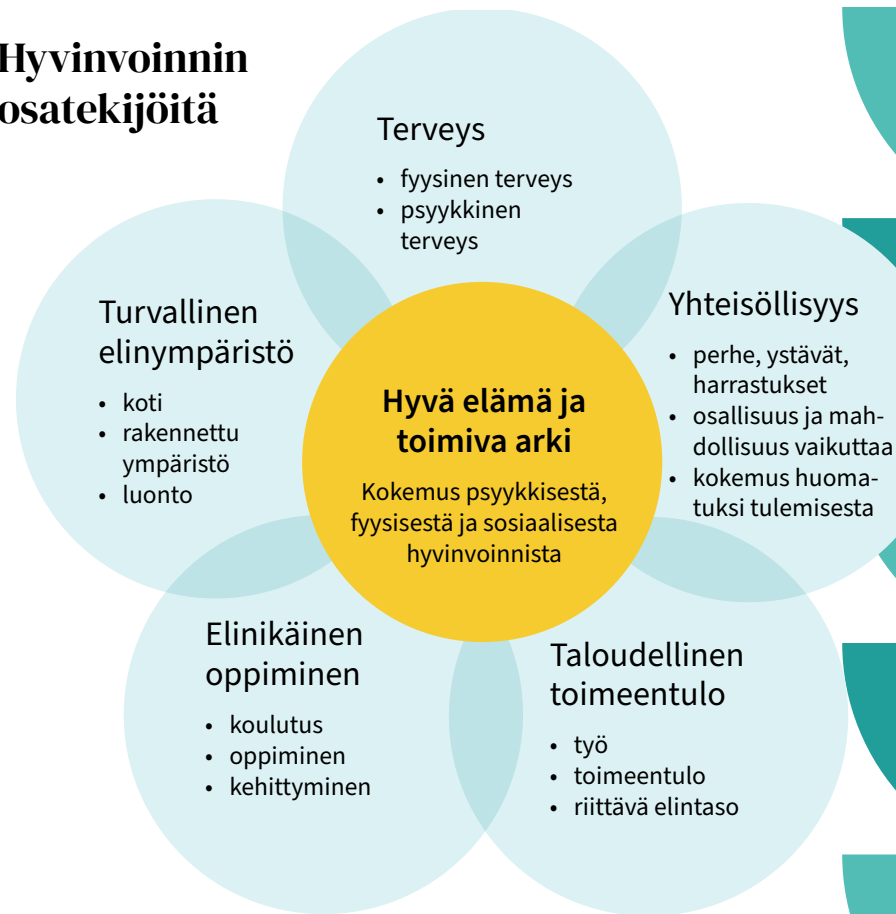 Hyvinvoinnin
osatekijöitä
Terveys
• fyysinen terveys
• psyykkinen
terveys
Yhteisöllisyys
• perhe, ystävät,
harrastukset
• osallisuus ja mah-
dollisuus vaikuttaa
• kokemus huoma-
tuksi tulemisesta
Turvallinen
elinympäristö
• koti
• rakennettu
ympäristö
• luonto
Hyvä elämä ja
toimiva arki
Kokemus psyykkisestä,
fyysisestä ja sosiaalisesta
hyvinvoinnista
Elinikäinen
oppiminen
• koulutus
• oppiminen
• kehittyminen
Taloudellinen
toimeentulo
• työ
• toimeentulo
• riittävä elintaso